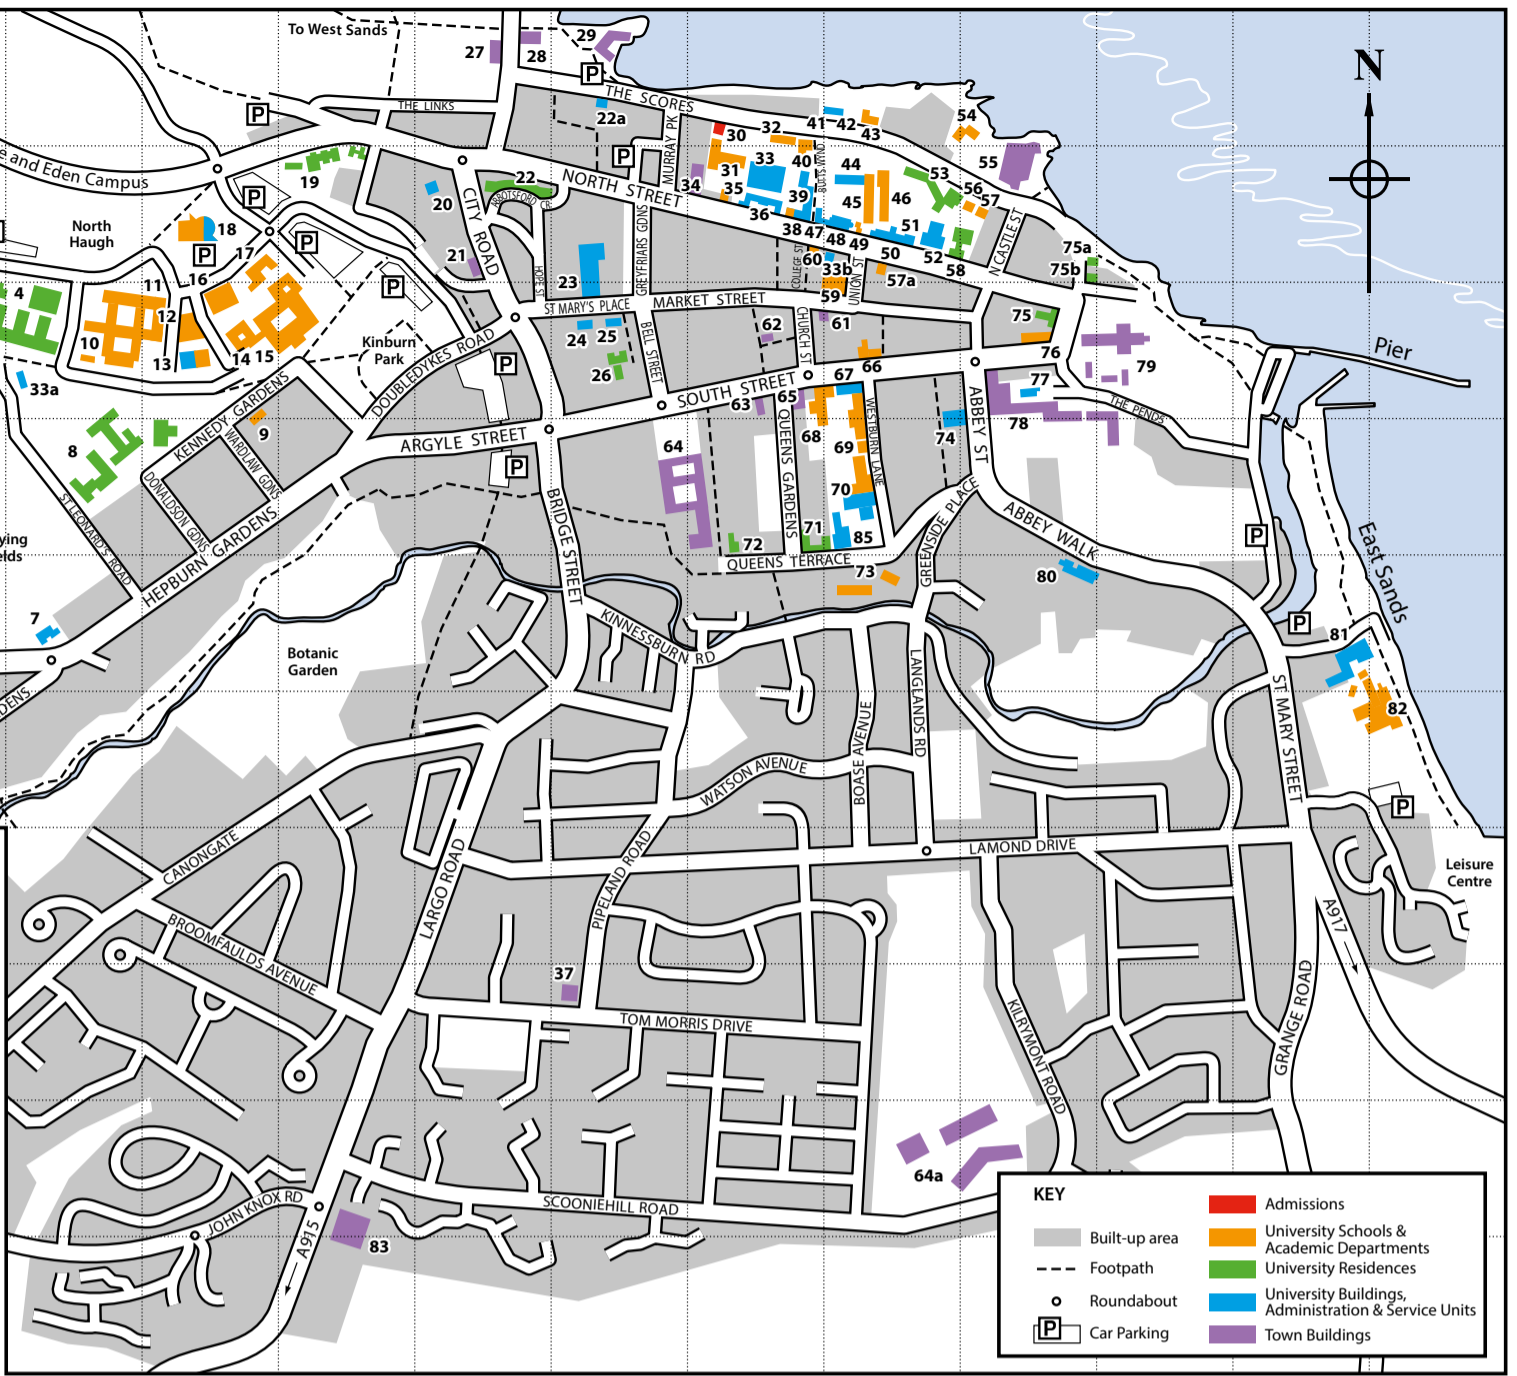 To West Sands
27
28
29
P
THE SCORES
THE LINKS
P
22a
MURRAY PK
30
32
41
42
43
54
N
e and Eden Campus
19
P
22
NORTH STREET
34
31
33
40
BUTTS WYND
44
53
55
35
39
45
46
56
57
P
20
CITY ROAD
ABBOTSFORD CR
36
38
47
48
49
51
North
Haugh
18
P
17
P
21
HOPE ST
23
GREYFRIARS GDNS
COLLEGE ST
60
33b
UNION ST
50
52
58
N CASTLE ST
75a
75b
57a
4
11
16
P
59
12
ST MARY'S PLACE
MARKET STREET
61
10
13
14
15
Kinburn
Park
DOUBLEDYKES ROAD
24
25
BELL STREET
62
CHURCH ST
75
76
79
Pier
33a
P
26
66
67
KENNEDY GARDENS
SOUTH STREET
65
63
77
THE PENDS
9
WARDLAW GDNS
ARGYLE STREET
QUEENS GARDENS
68
69
WESTBURN LANE
74
ABBEY ST
78
8
64
P
DONALDSON GDNS
ST LEONARD'S ROAD
70
BRIDGE STREET
71
85
GREENSIDE PLACE
ABBEY WALK
P
East Sands
ying
elds
HEPBURN GARDENS
72
QUEENS TERRACE
73
80
7
KINNESSBURN RD
P
81
Botanic
Garden
LANGLANDS RD
ST MARY STREET
82
DENS
BOASE AVENUE
WATSON AVENUE
P
CANONGATE
LARGO ROAD
PIPELAND ROAD
LAMOND DRIVE
Leisure
Centre
BROOMFAULDS AVENUE
A917
37
TOM MORRIS DRIVE
KILRYMONT ROAD
GRANGE ROAD
64a
JOHN KNOX RD
SCOONIEHILL ROAD
A915
83
KEY
Built-up area
Footpath
Roundabout
P
Car Parking
Admissions
University Schools &
Academic Departments
University Residences
University Buildings,
Administration & Service Units
Town Buildings